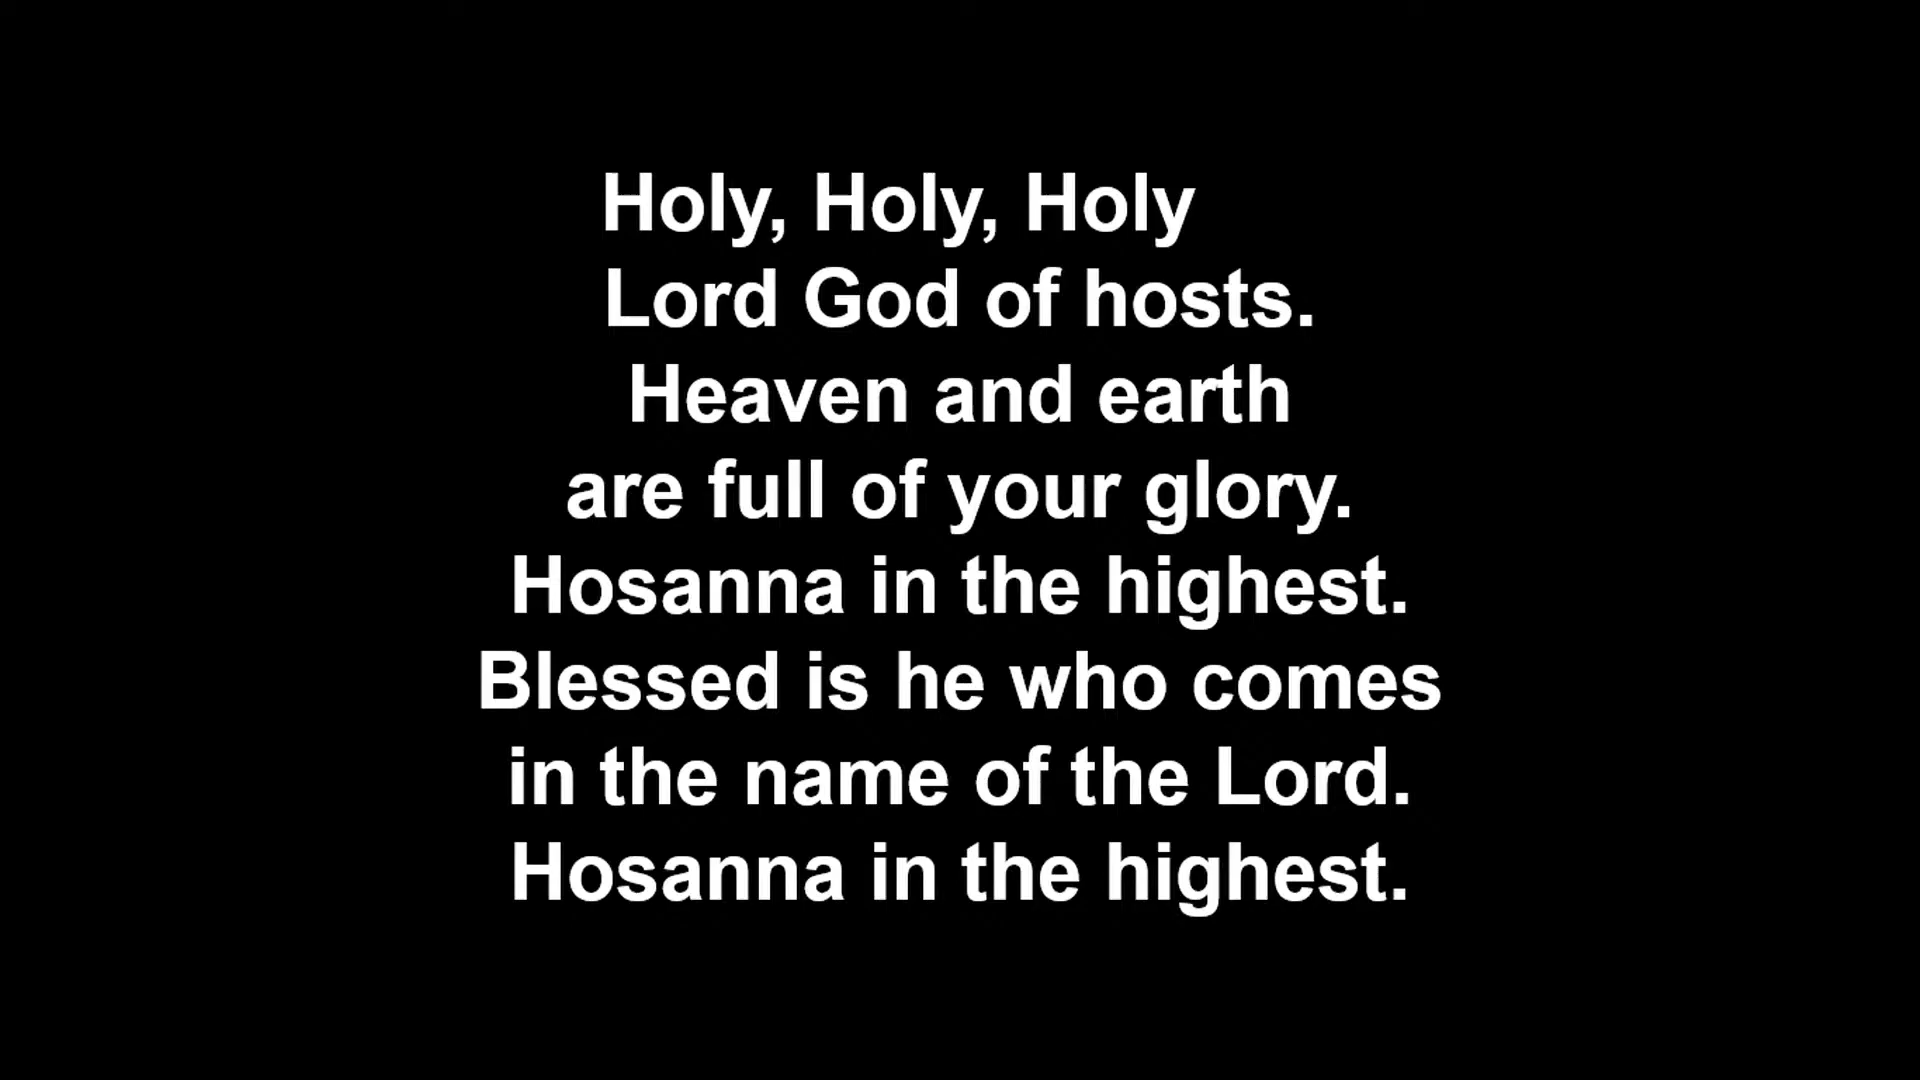 Holy, Holy, Holy
Lord God of hosts.
Heaven and earth
are full of your glory.
Hosanna in the highest.
Blessed is he who comes
in the name of the Lord.
Hosanna in the highest.